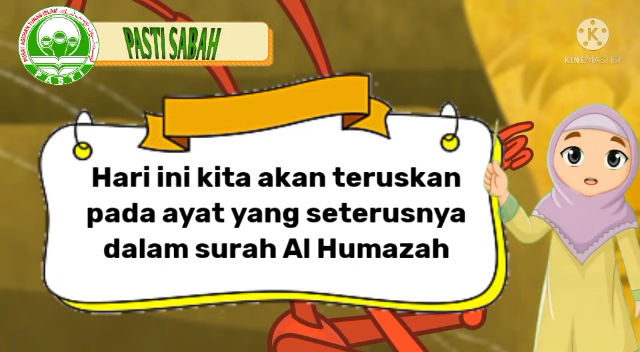 PASTI SABAH
KINEMASTER
PASTI
Hari ini kita akan teruskan
pada ayat yang seterusnya
dalam surah Al Humazah